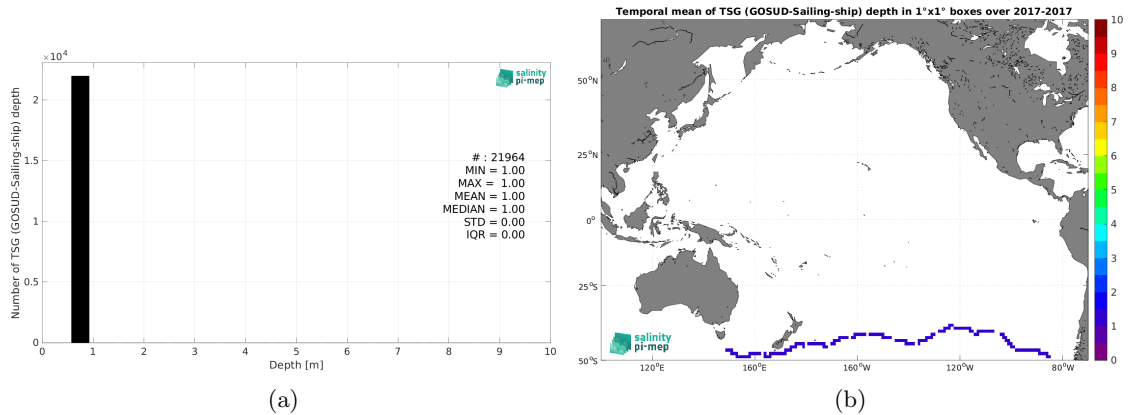 ×10⁴
2
1.5
1
0.5
0
Number of TSG (GOSUD-Sailing-ship) depth
salinity
pi-mep
# : 21964
MIN = 1.00
MAX = 1.00
MEAN = 1.00
MEDIAN = 1.00
STD = 0.00
IQR = 0.00
0 1 2 3 4 5 6 7 8 9 10
Depth [m]
(a)
Temporal mean of TSG (GOSUD-Sailing-ship) depth in 1°x1° boxes over 2017-2017
50°N
25°N
0°
25°S
50°S
salinity
pi-mep
120°E 160°E 160°W 120°W 80°W
10
9
8
7
6
5
4
3
2
1
0
(b)